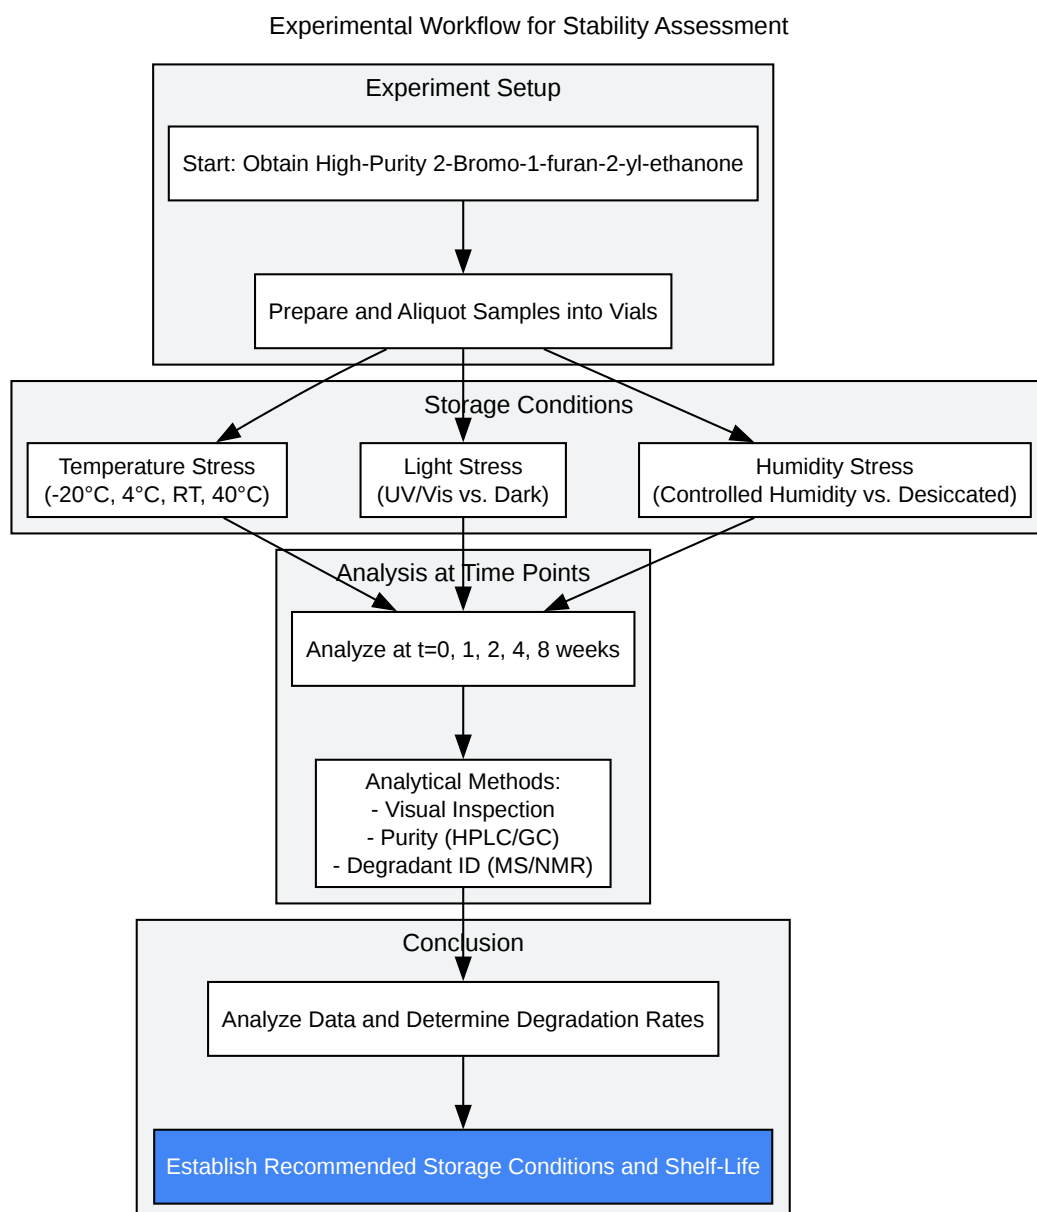 Experimental Workflow for Stability Assessment
Experiment Setup
Start: Obtain High-Purity 2-Bromo-1-furan-2-yl-ethanone
Prepare and Aliquot Samples into Vials
Storage Conditions
Temperature Stress
(-20°C, 4°C, RT, 40°C)
Light Stress
(UV/Vis vs. Dark)
Humidity Stress
(Controlled Humidity vs. Desiccated)
Analysis at Time Points
Analyze at t=0, 1, 2, 4, 8 weeks
Analytical Methods:
- Visual Inspection
- Purity (HPLC/GC)
- Degradant ID (MS/NMR)
Conclusion
Analyze Data and Determine Degradation Rates
Establish Recommended Storage Conditions and Shelf-Life